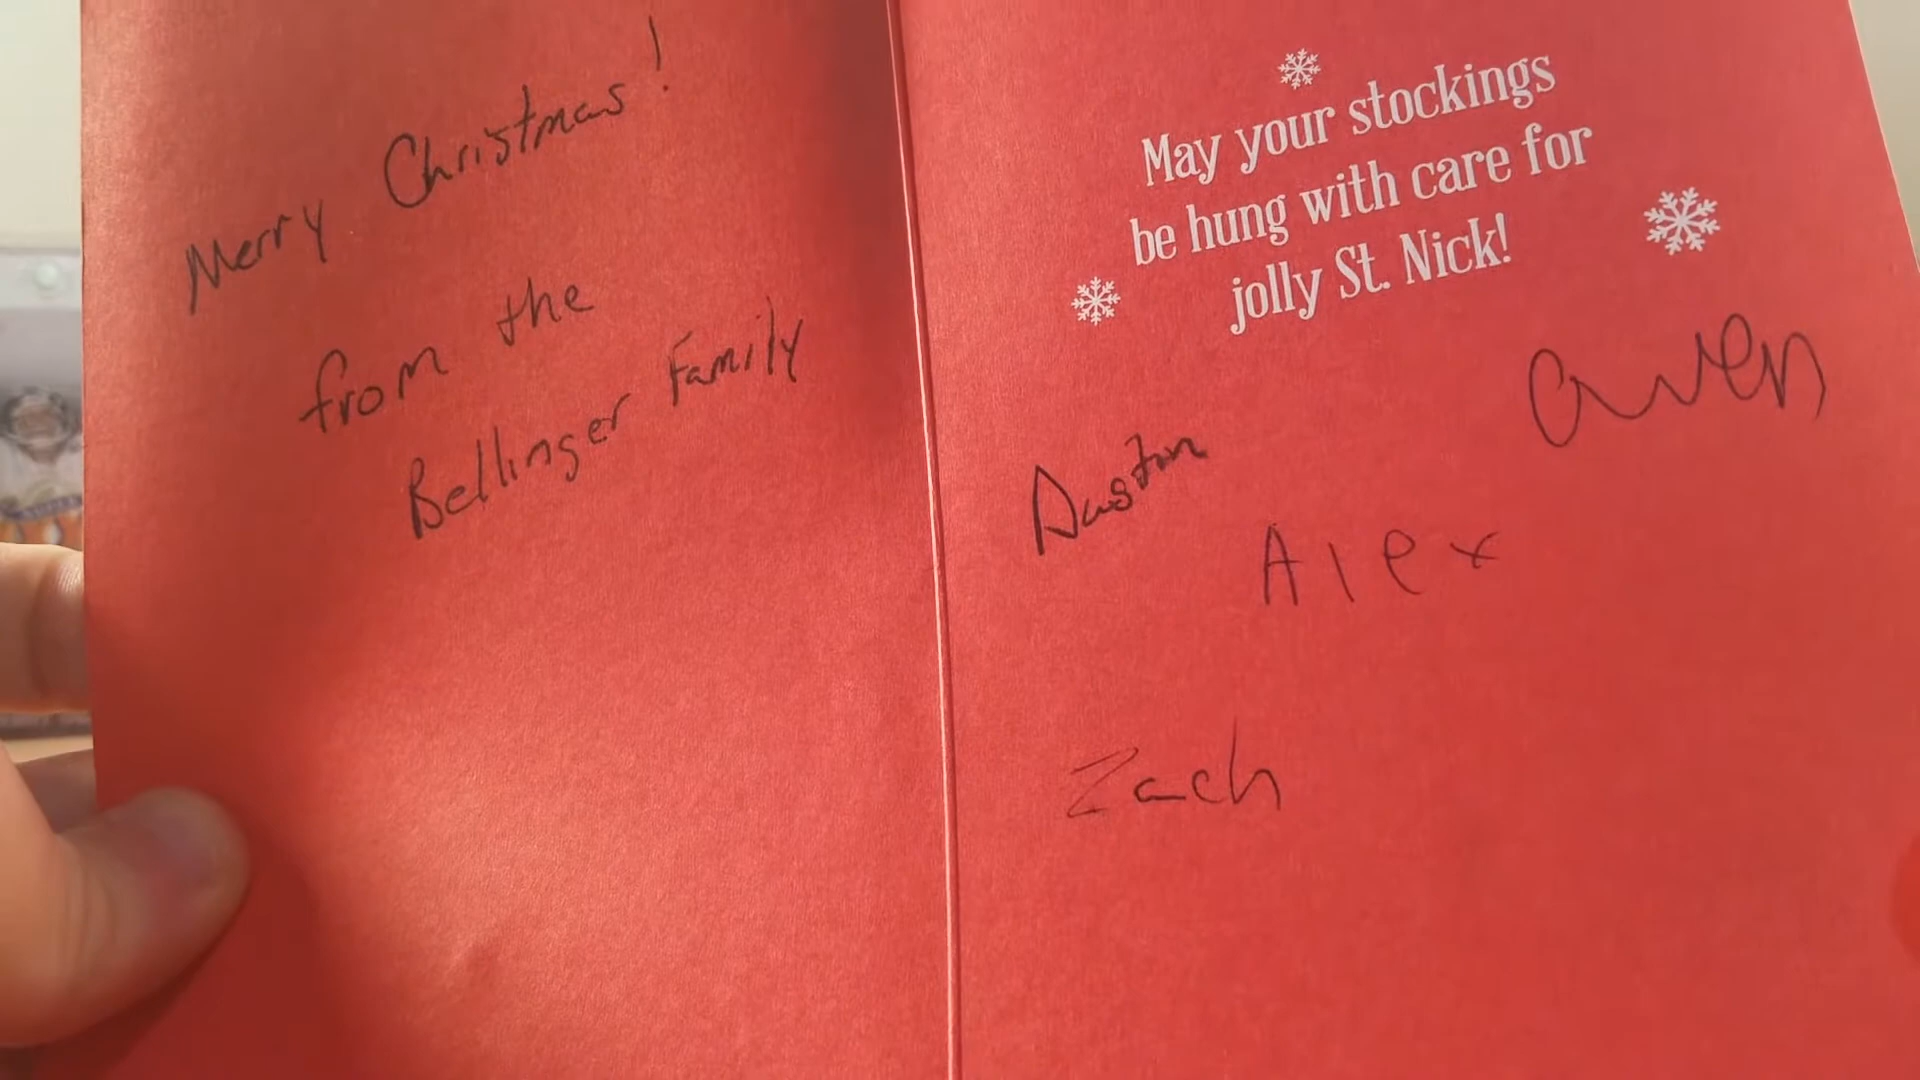 Merry Christmas!
from the
Bellinger Family
May your stockings
be hung with care for
jolly St. Nick!
Owen
Austin
Alex
Zach